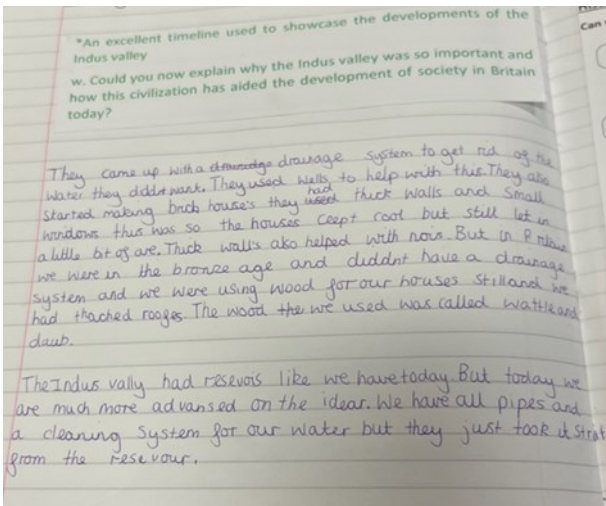 *An excellent timeline used to showcase the developments of the
Indus valley
w. Could you now explain why the Indus valley was so important and
how this civilization has aided the development of society in Britain
today?
Can
They came up with a drainage system to get rid of the
water they diddnt want. They used wells to help with this. They also
started making brick house's they had thick walls and small
windows this was so the houses ceept cool but still let in
a little bit of are. Thick wall's also helped with nois. But in
we were in the bronze age and diddnt have a drainage
system and we were using wood for our houses still and we
had thached rooges. The wood the we used was called wattle and
daub.
The Indus vally had resevois like we have today. But today we
are much more advansed on the idear. We have all pipes and
a cleaning system for our water but they just took it strat
from the resevour.